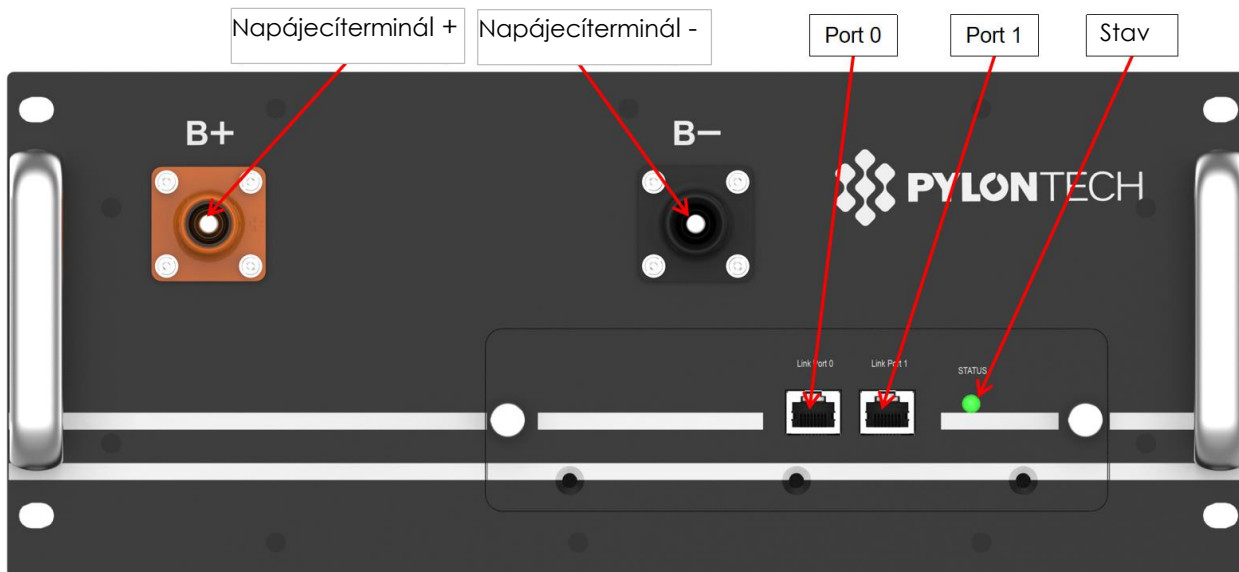 Napájecíterminál +
Napájecíterminál -
Port 0
Port 1
Stav
B+
B−
PYLONTECH
Link Port 0
Link Port 1
STATUS